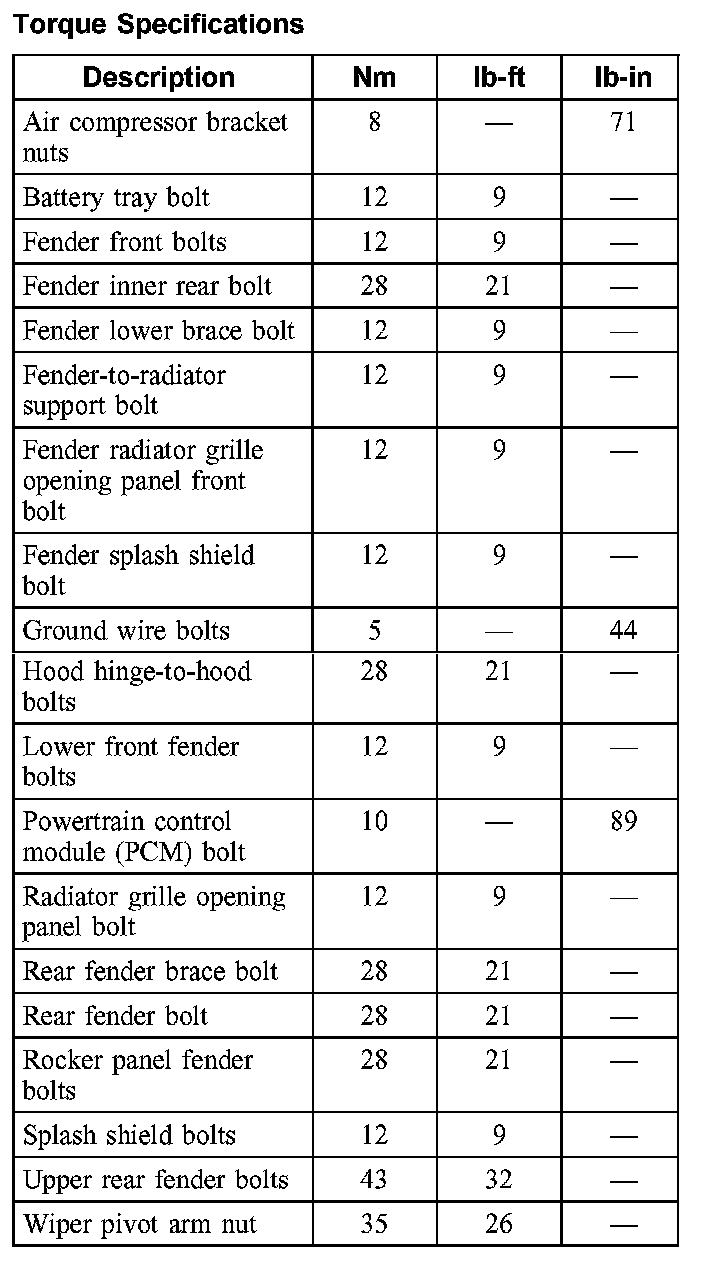 Torque Specifications
Description Nm lb-ft lb-in
Air compressor bracket 8 — 71
nuts
Battery tray bolt 12 9 —
Fender front bolts 12 9 —
Fender inner rear bolt 28 21 —
Fender lower brace bolt 12 9 —
Fender-to-radiator 12 9 —
support bolt
Fender radiator grille 12 9 —
opening panel front
bolt
Fender splash shield 12 9 —
bolt
Ground wire bolts 5 — 44
Hood hinge-to-hood 28 21 —
bolts
Lower front fender 12 9 —
bolts
Powertrain control 10 — 89
module (PCM) bolt
Radiator grille opening 12 9 —
panel bolt
Rear fender brace bolt 28 21 —
Rear fender bolt 28 21 —
Rocker panel fender 28 21 —
bolts
Splash shield bolts 12 9 —
Upper rear fender bolts 43 32 —
Wiper pivot arm nut 35 26 —